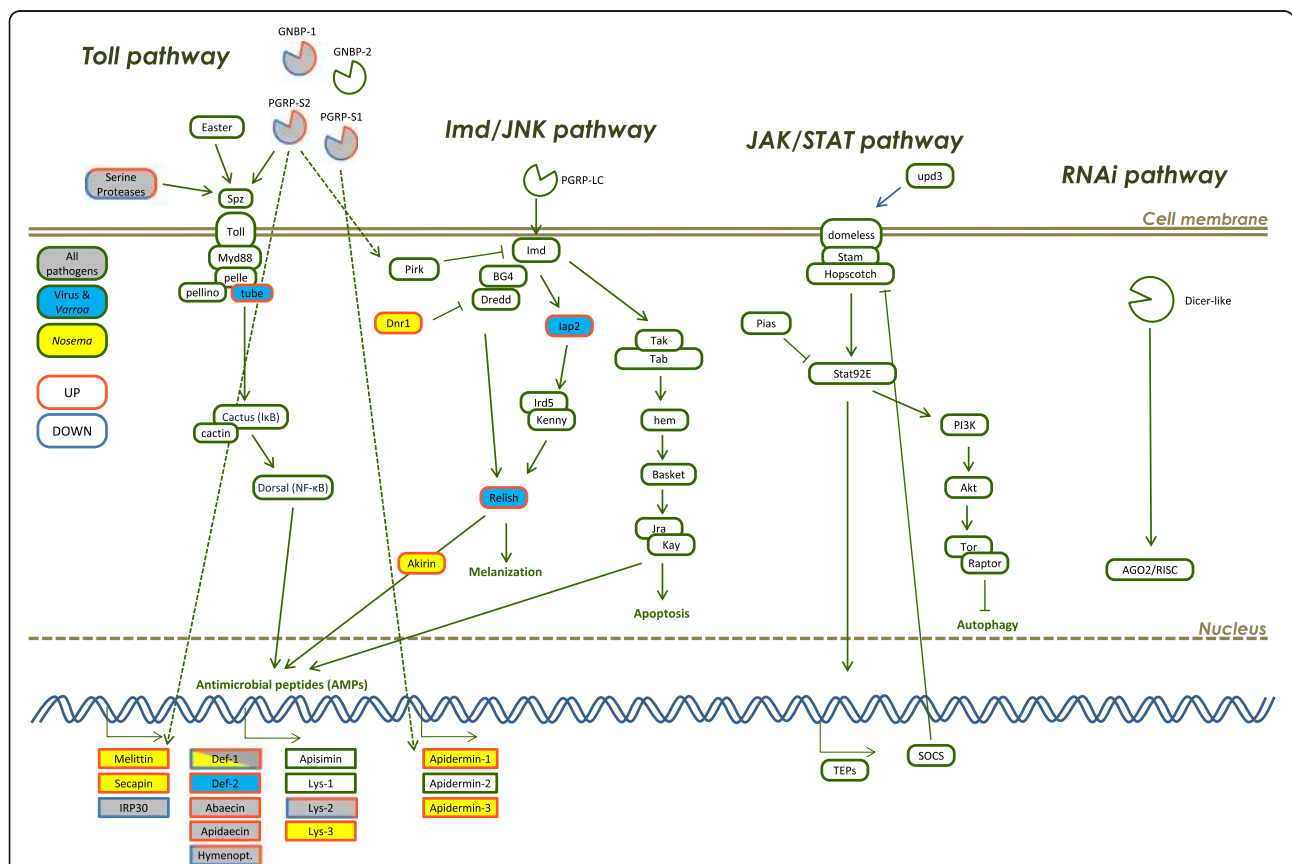 Toll pathway
GNBP-1
GNBP-2
PGRP-S2
PGRP-S1
Easter
Serine
Proteases
Spz
Toll
Myd88
pelle
pellino
tube
Cactus (IκB)
cactin
Dorsal (NF-κB)
All
pathogens
Virus &
Varroa
Nosema
UP
DOWN
Imd/JNK pathway
PGRP-LC
Imd
Pirk
BG4
Dredd
Dnr1
Iap2
Tak
Tab
Ird5
Kenny
hem
Basket
Relish
Jra
Kay
Akirin
Melanization
Apoptosis
JAK/STAT pathway
upd3
domeless
Stam
Hopscotch
Pias
Stat92E
PI3K
Akt
Tor
Raptor
Autophagy
RNAi pathway
Cell membrane
Dicer-like
AGO2/RISC
Nucleus
Antimicrobial peptides (AMPs)
Melittin
Secapin
IRP30
Def-1
Def-2
Abaecin
Apidaecin
Hymenopt.
Apisimin
Lys-1
Lys-2
Lys-3
Apidermin-1
Apidermin-2
Apidermin-3
TEPs
SOCS